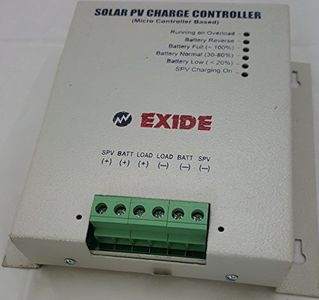 SOLAR PV CHARGE CONTROLLER
(Micro Controller Based)
Running on Overload
Battery Reverse
Battery Full (~100%)
Battery Normal (30-80%)
Battery Low (< 20%)
SPV Charging On
EXIDE
SPV BATT LOAD LOAD BATT SPV
(+) (+) (+) (—) (—) (—)